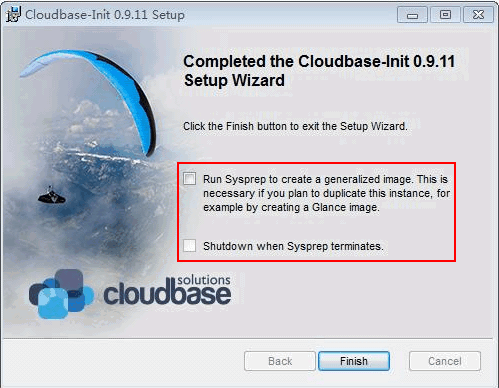 Cloudbase-Init 0.9.11 Setup
Completed the Cloudbase-Init 0.9.11
Setup Wizard
Click the Finish button to exit the Setup Wizard.
Run Sysprep to create a generalized image. This is
necessary if you plan to duplicate this instance, for
example by creating a Glance image.
Shutdown when Sysprep terminates.
solutions
cloudbase
Back
Finish
Cancel